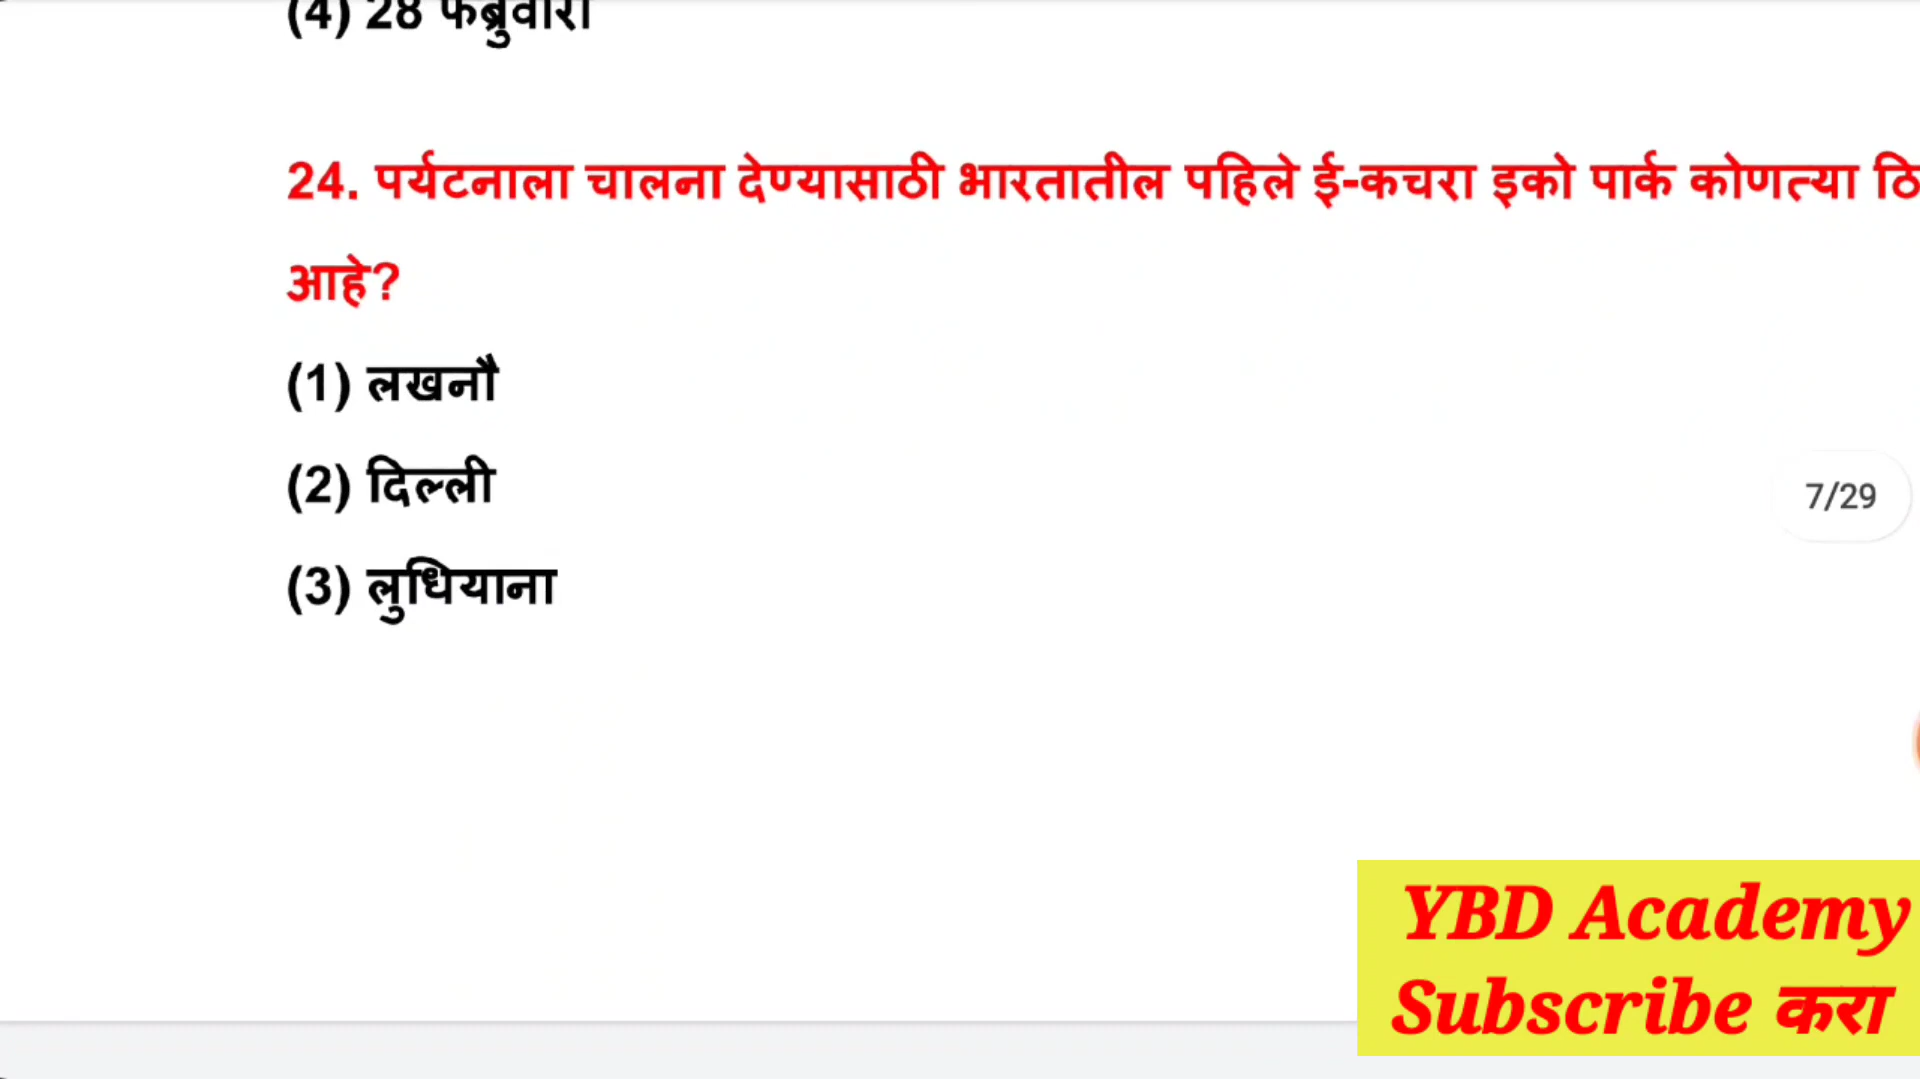 (4) 28 फेब्रुवारी
24. पर्यटनाला चालना देण्यासाठी भारतातील पहिले ई-कचरा इको पार्क कोणत्या ठि
आहे?
(1) लखनौ
(2) दिल्ली
(3) लुधियाना
7/29
YBD Academy
Subscribe करा